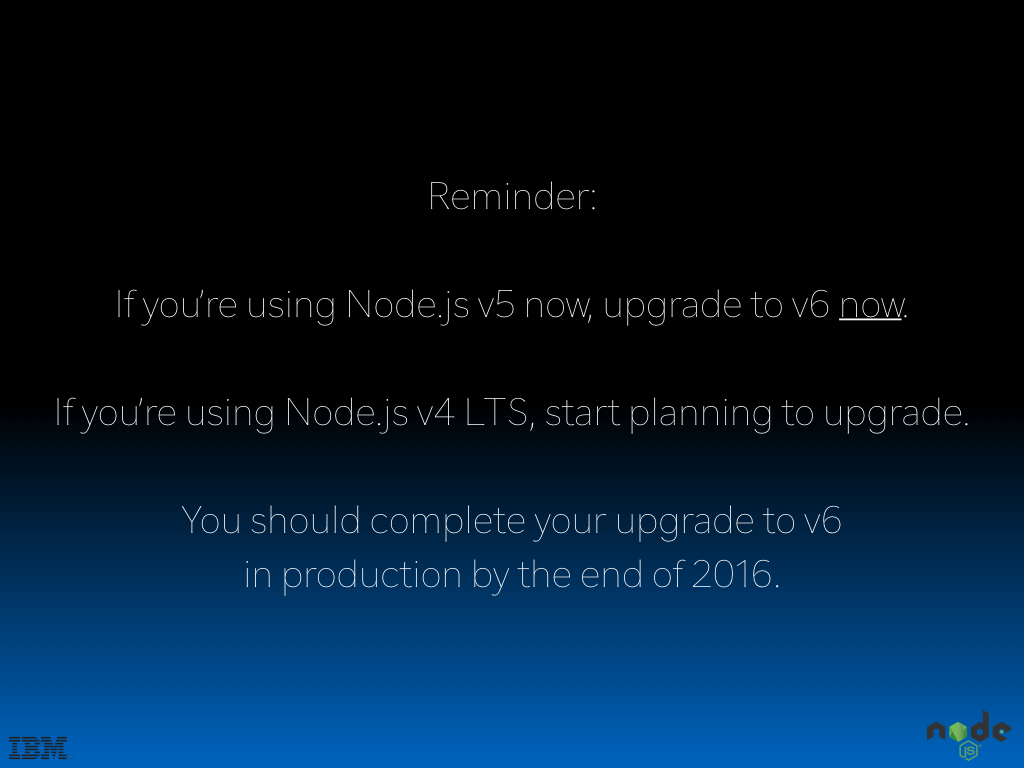 Reminder:
If you’re using Node.js v5 now, upgrade to v6 now.
If you’re using Node.js v4 LTS, start planning to upgrade.
You should complete your upgrade to v6
in production by the end of 2016.
IBM
node
JS